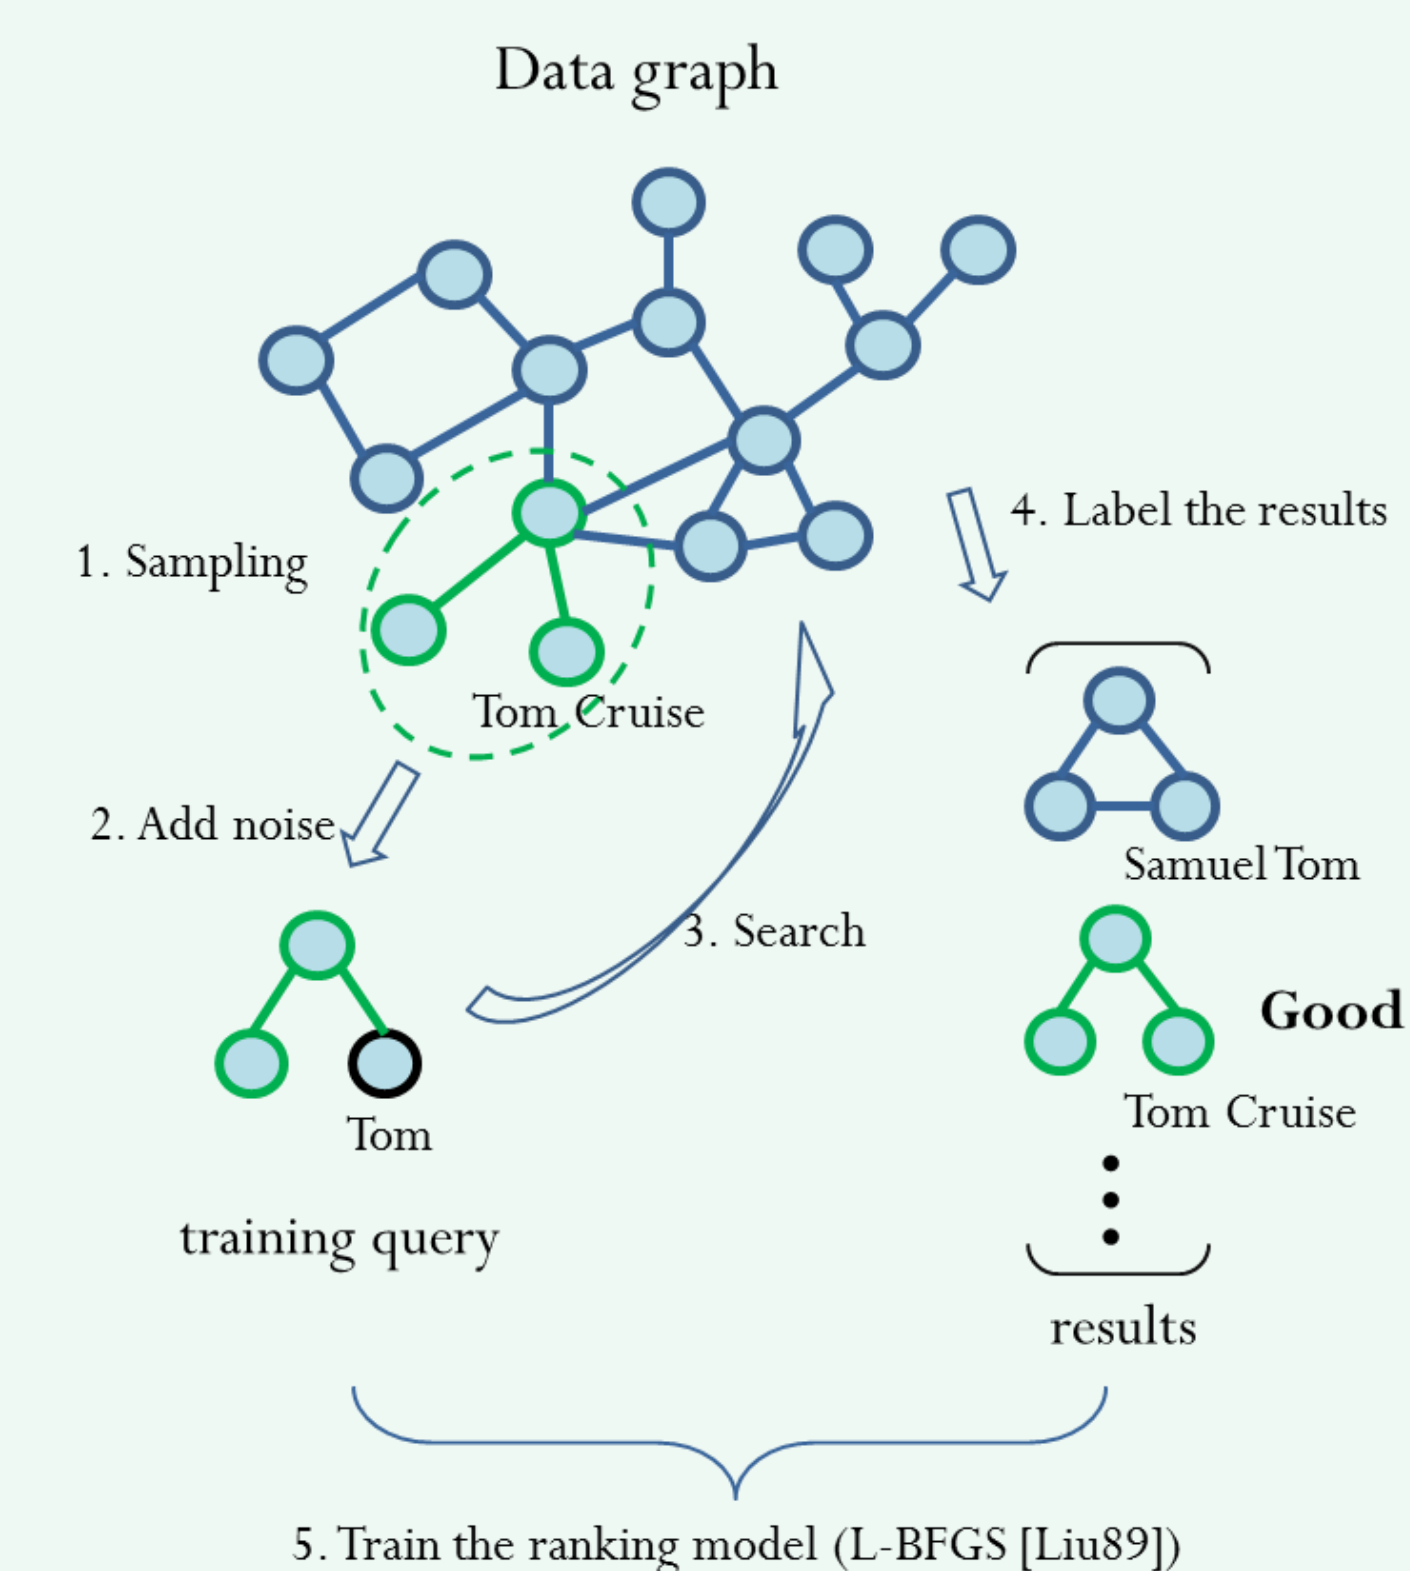 Data graph
1. Sampling
Tom Cruise
2. Add noise
Tom
training query
3. Search
4. Label the results
Samuel Tom
Good
Tom Cruise
results
5. Train the ranking model (L-BFGS [Liu89])